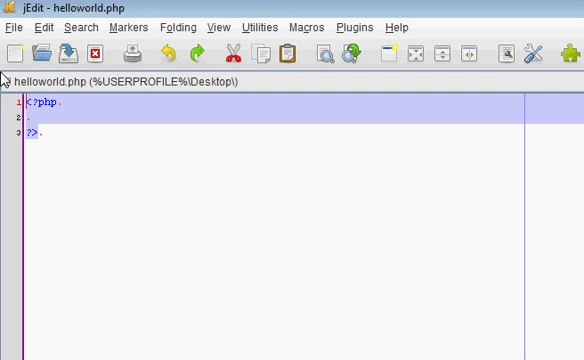 jEdit - helloworld.php
File Edit Search Markers Folding View Utilities Macros Plugins Help
helloworld.php (%USERPROFILE%\Desktop\)
1 <?php.
2 .
3 ?>.